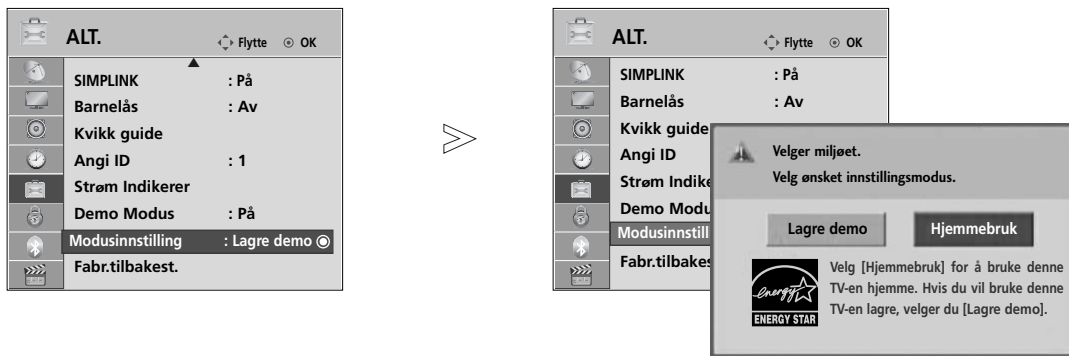 ALT.
Flytte
OK
SIMPLINK : På
Barnelås : Av
Kvikk guide
Angi ID : 1
Strøm Indikerer
Demo Modus : På
Modusinnstilling : Lagre demo
Fabr.tilbakest.
ALT.
Flytte
OK
SIMPLINK : På
Barnelås : Av
Kvikk guide
Angi ID
Strøm Indike
Demo Modu
Modusinnstill
Fabr.tilbakes
Velger miljøet.
Velg ønsket innstillingsmodus.
Lagre demo
Hjemmebruk
energy
ENERGY STAR
Velg [Hjemmebruk] for å bruke denne
TV-en hjemme. Hvis du vil bruke denne
TV-en lagre, velger du [Lagre demo].